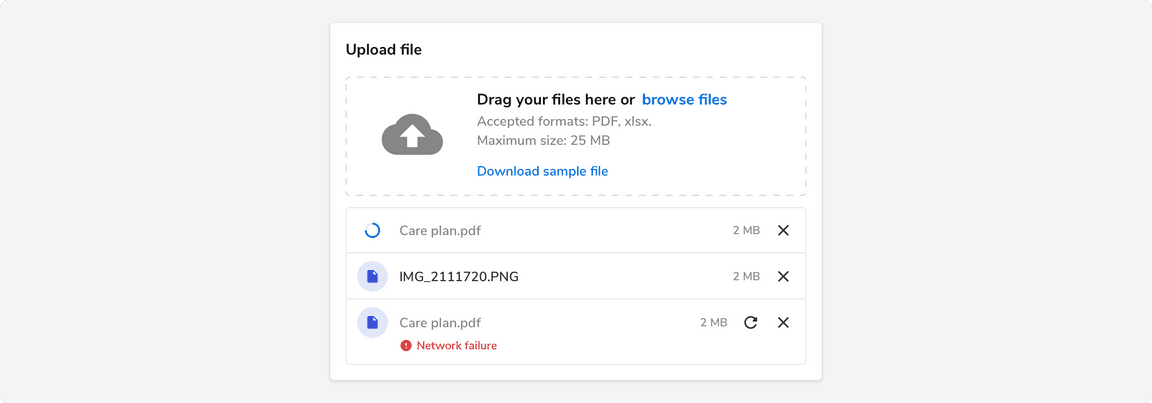 Upload file
Drag your files here or browse files
Accepted formats: PDF, xlsx.
Maximum size: 25 MB
Download sample file
Care plan.pdf 2 MB
IMG_2111720.PNG 2 MB
Care plan.pdf 2 MB
Network failure